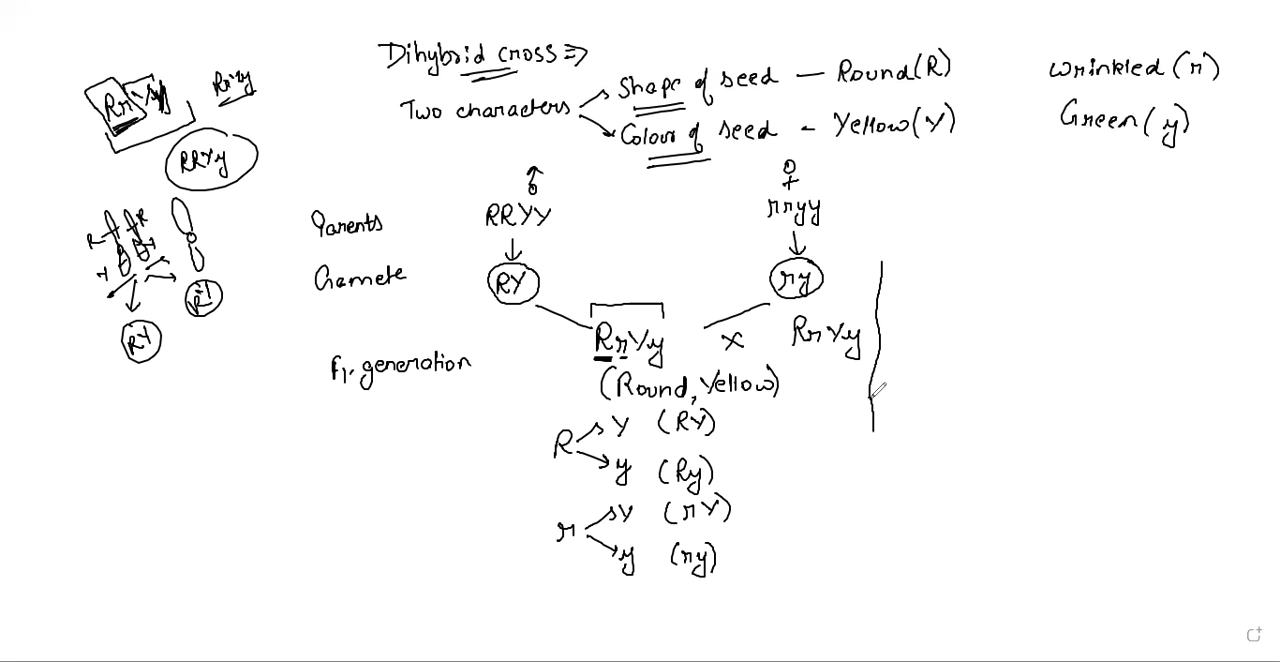 Dihybrid cross ⇒
Two characters
Shape of seed — Round (R)
Wrinkled (r)
Colour of seed - Yellow (Y)
Green (y)
RrYy
RrYy
RRYy
♂
♀
Parents
RRYY
rryy
Gamete
RY
ry
R
R
RY
RrYy
x
RrYy
F1. generation
(Round, Yellow)
R
Y (RY)
y (Ry)
r
Y (rY)
y (ry)